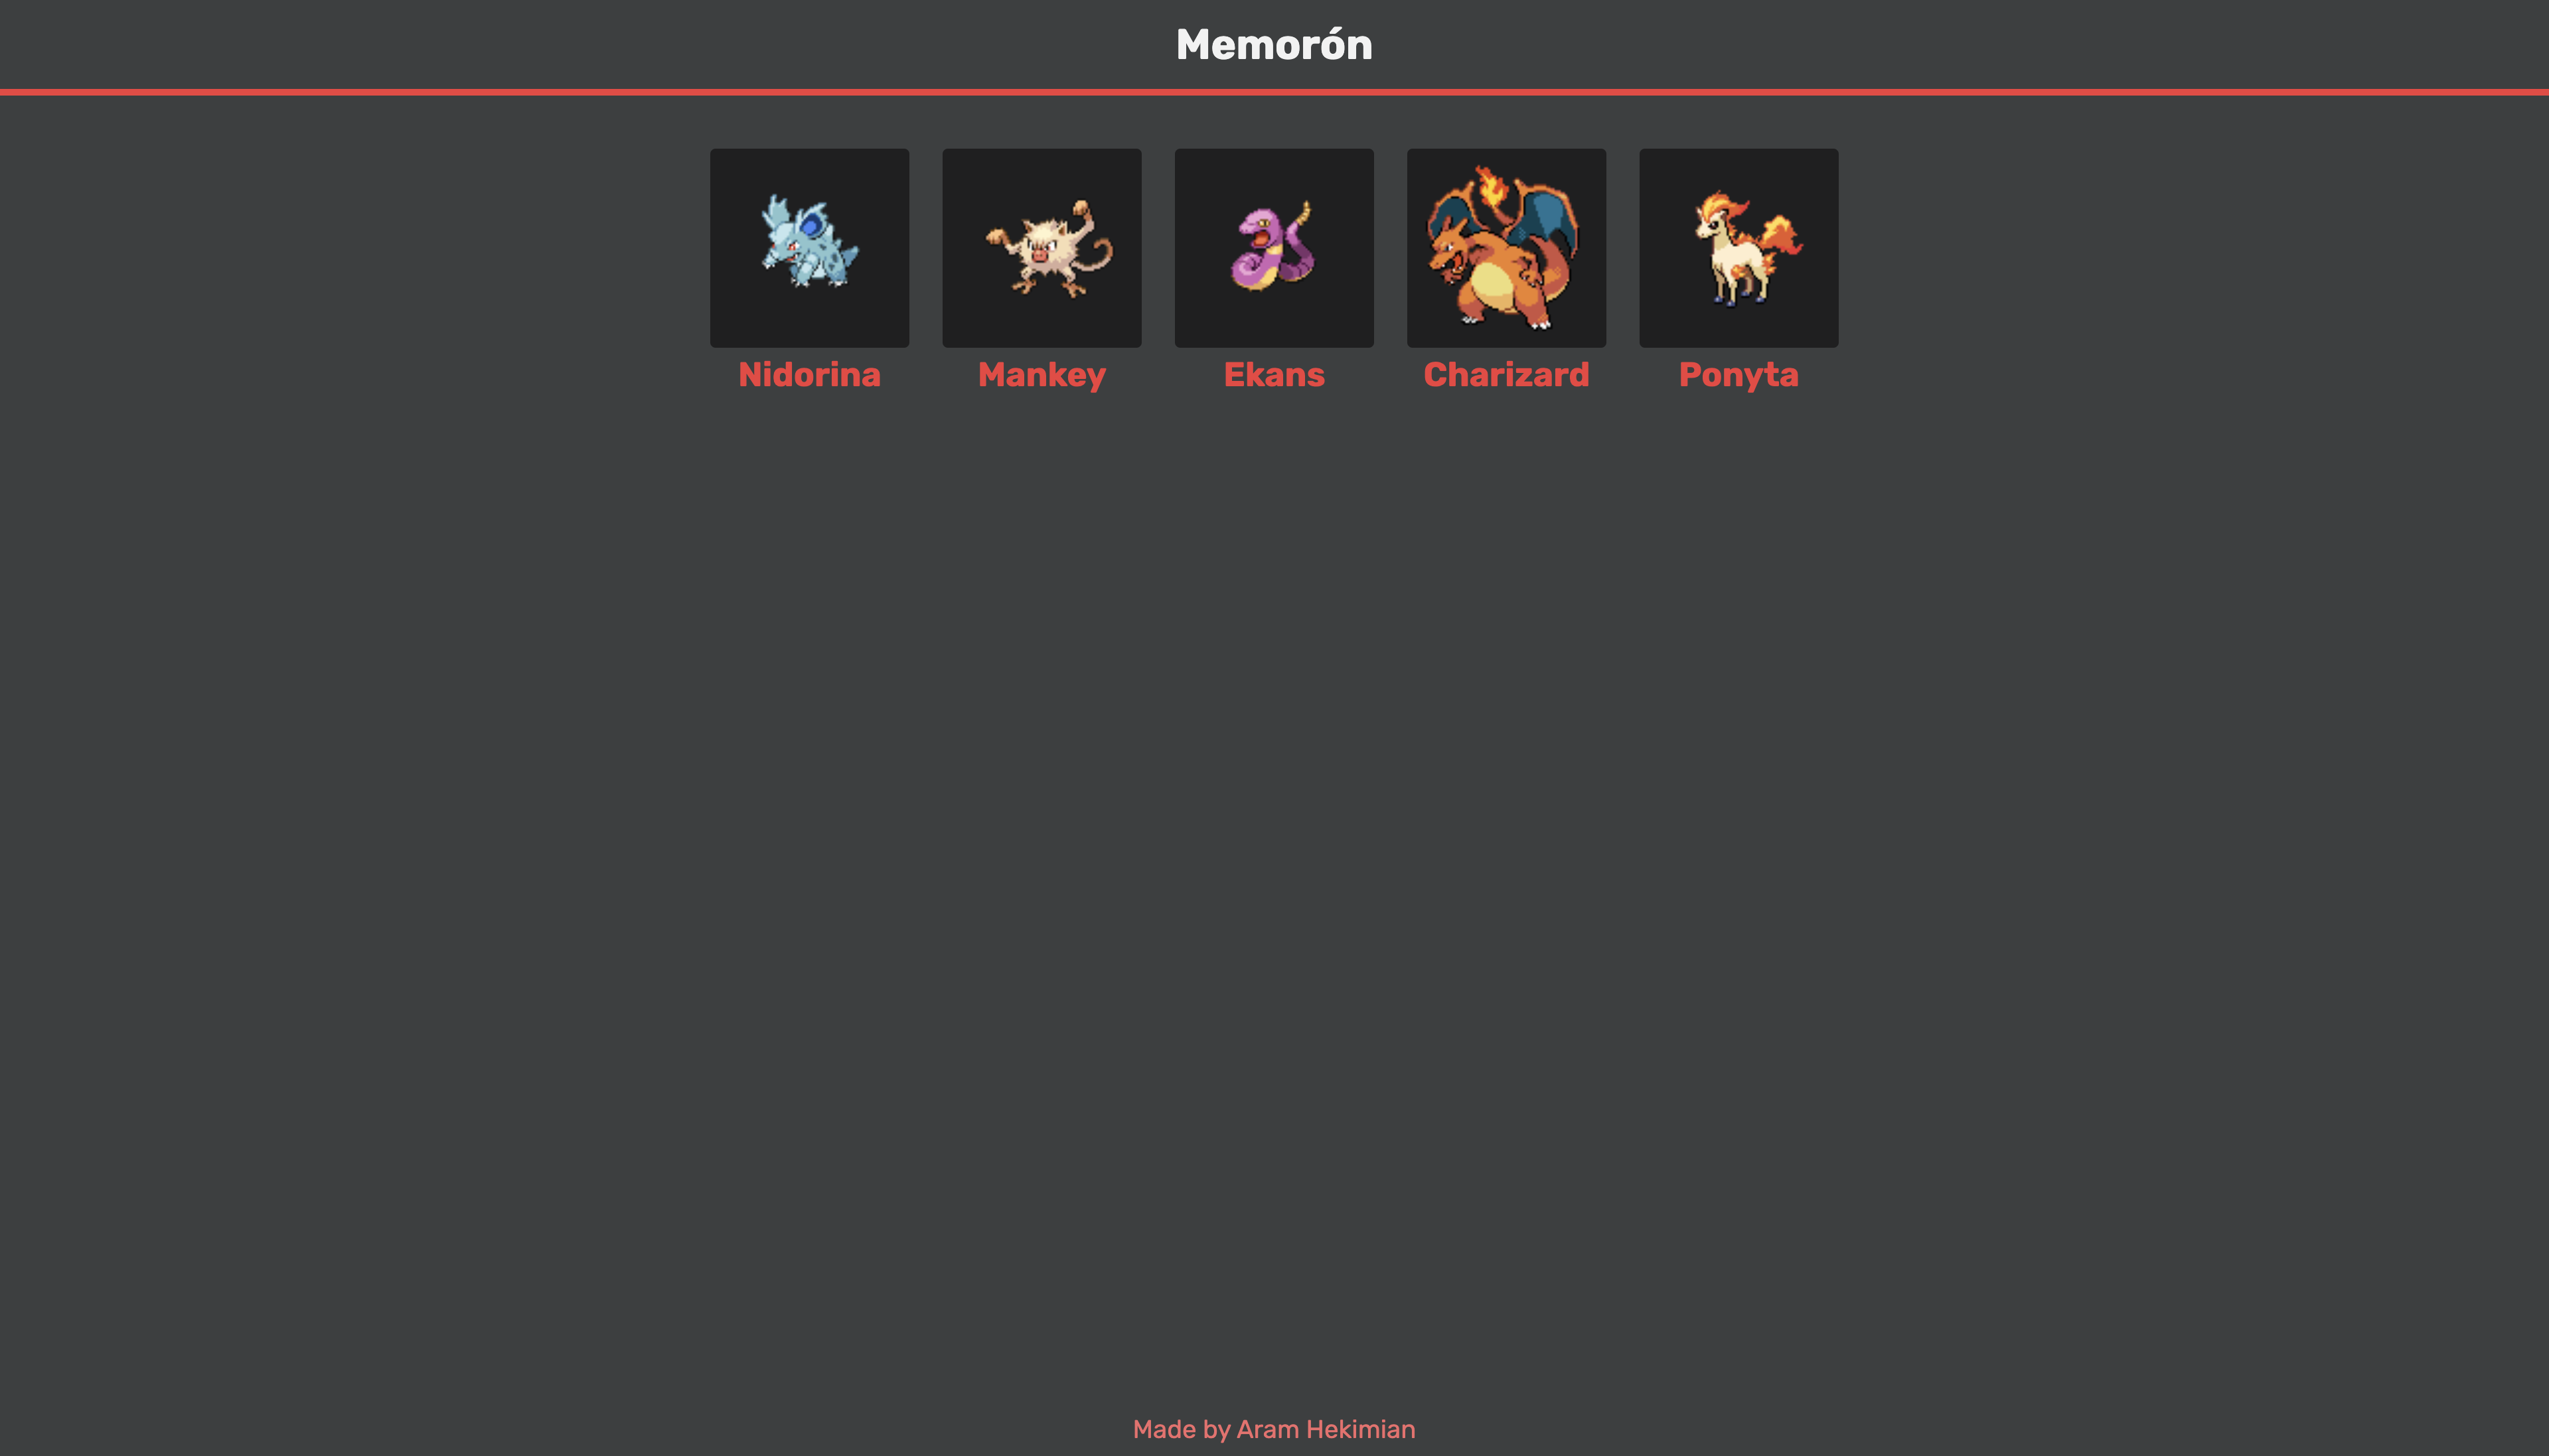 Memorón
Nidorina
Mankey
Ekans
Charizard
Ponyta
Made by Aram Hekimian